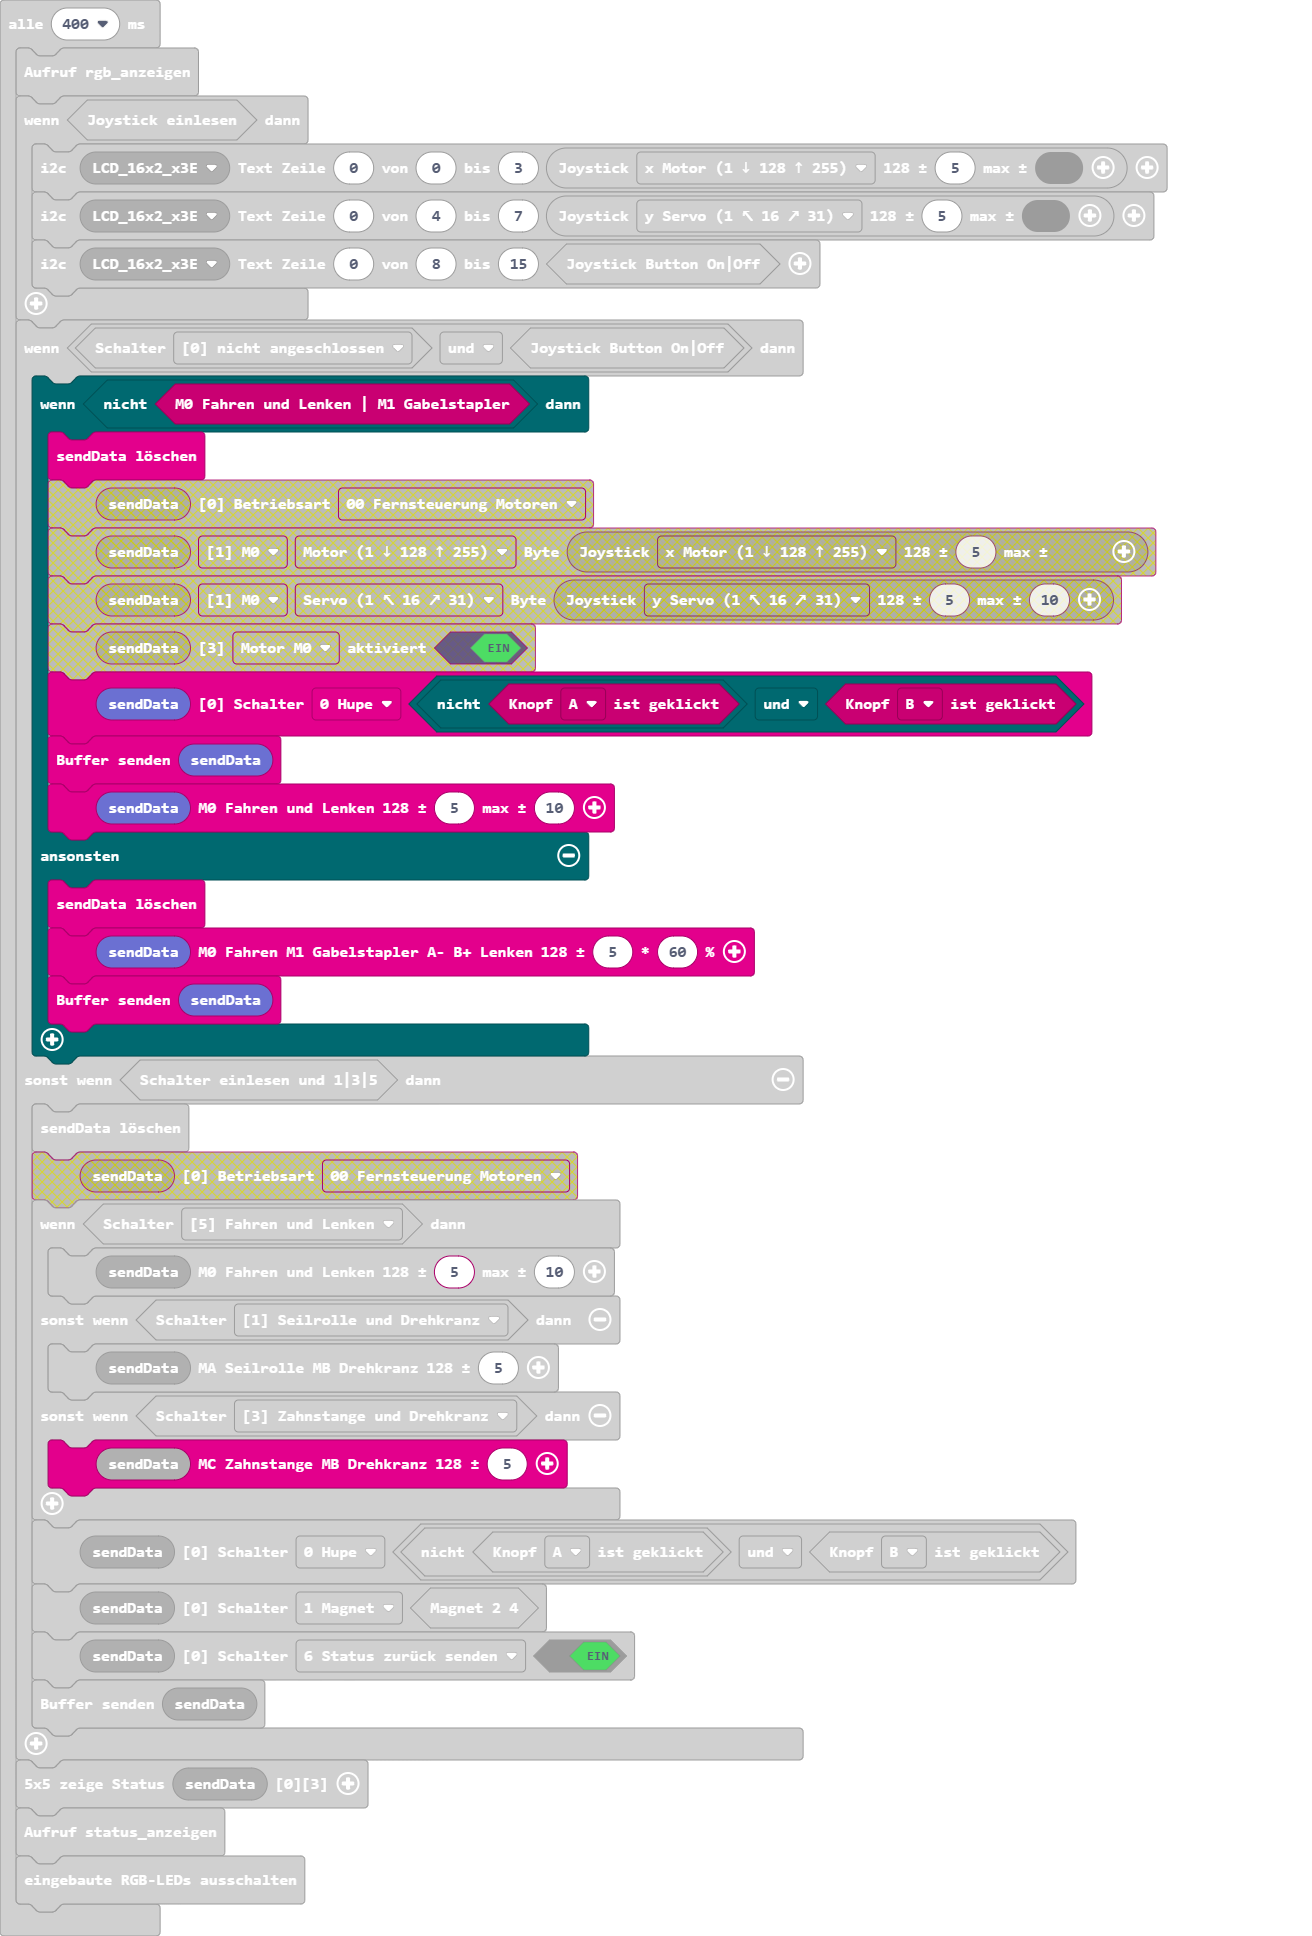 alle 400 ms
Aufruf rgb_anzeigen
wenn Joystick einlesen dann
i2c LCD_16x2_x3E Text Zeile 0 von 0 bis 3 Joystick x Motor (1 ↓ 128 ↑ 255) 128 ± 5 max ±
i2c LCD_16x2_x3E Text Zeile 0 von 4 bis 7 Joystick y Servo (1 ↖ 16 ↗ 31) 128 ± 5 max ±
i2c LCD_16x2_x3E Text Zeile 0 von 8 bis 15 Joystick Button On|Off
wenn Schalter [0] nicht angeschlossen und Joystick Button On|Off dann
wenn nicht M0 Fahren und Lenken | M1 Gabelstapler dann
sendData löschen
sendData [0] Betriebsart 00 Fernsteuerung Motoren
sendData [1] M0 Motor (1 ↓ 128 ↑ 255) Byte Joystick x Motor (1 ↓ 128 ↑ 255) 128 ± 5 max ±
sendData [1] M0 Servo (1 ↖ 16 ↗ 31) Byte Joystick y Servo (1 ↖ 16 ↗ 31) 128 ± 5 max ± 10
sendData [3] Motor M0 aktiviert EIN
sendData [0] Schalter 0 Hupe nicht Knopf A ist geklickt und Knopf B ist geklickt
Buffer senden sendData
sendData M0 Fahren und Lenken 128 ± 5 max ± 10
ansonsten
sendData löschen
sendData M0 Fahren M1 Gabelstapler A- B+ Lenken 128 ± 5 * 60 %
Buffer senden sendData
sonst wenn Schalter einlesen und 1|3|5 dann
sendData löschen
sendData [0] Betriebsart 00 Fernsteuerung Motoren
wenn Schalter [5] Fahren und Lenken dann
sendData M0 Fahren und Lenken 128 ± 5 max ± 10
sonst wenn Schalter [1] Seilrolle und Drehkranz dann
sendData MA Seilrolle MB Drehkranz 128 ± 5
sonst wenn Schalter [3] Zahnstange und Drehkranz dann
sendData MC Zahnstange MB Drehkranz 128 ± 5
sendData [0] Schalter 0 Hupe nicht Knopf A ist geklickt und Knopf B ist geklickt
sendData [0] Schalter 1 Magnet Magnet 2 4
sendData [0] Schalter 6 Status zurück senden EIN
Buffer senden sendData
5x5 zeige Status sendData [0][3]
Aufruf status_anzeigen
eingebaute RGB-LEDs ausschalten